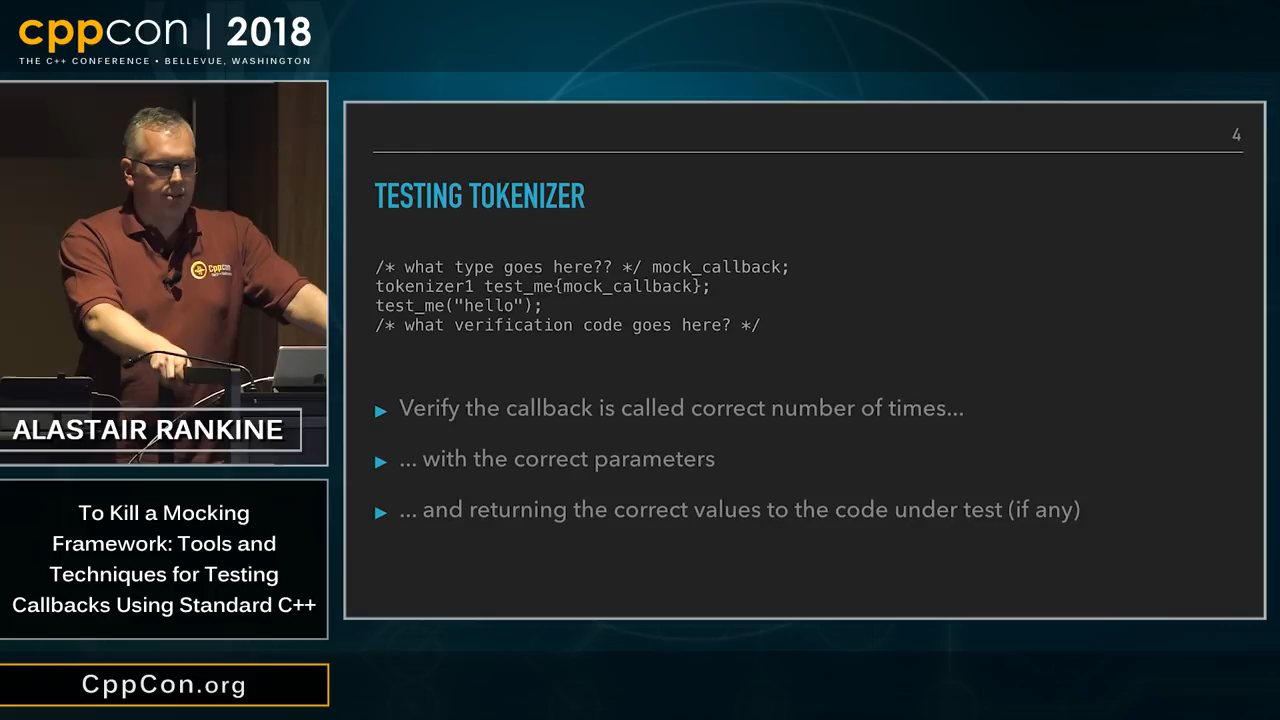 cppcon | 2018
THE C++ CONFERENCE • BELLEVUE, WASHINGTON
Cppcon
ALASTAIR RANKINE
To Kill a Mocking
Framework: Tools and
Techniques for Testing
Callbacks Using Standard C++
CppCon.org
4
TESTING TOKENIZER
/* what type goes here?? */ mock_callback;
tokenizer1 test_me{mock_callback};
test_me("hello");
/* what verification code goes here? */
▶ Verify the callback is called correct number of times...
▶ ... with the correct parameters
▶ ... and returning the correct values to the code under test (if any)